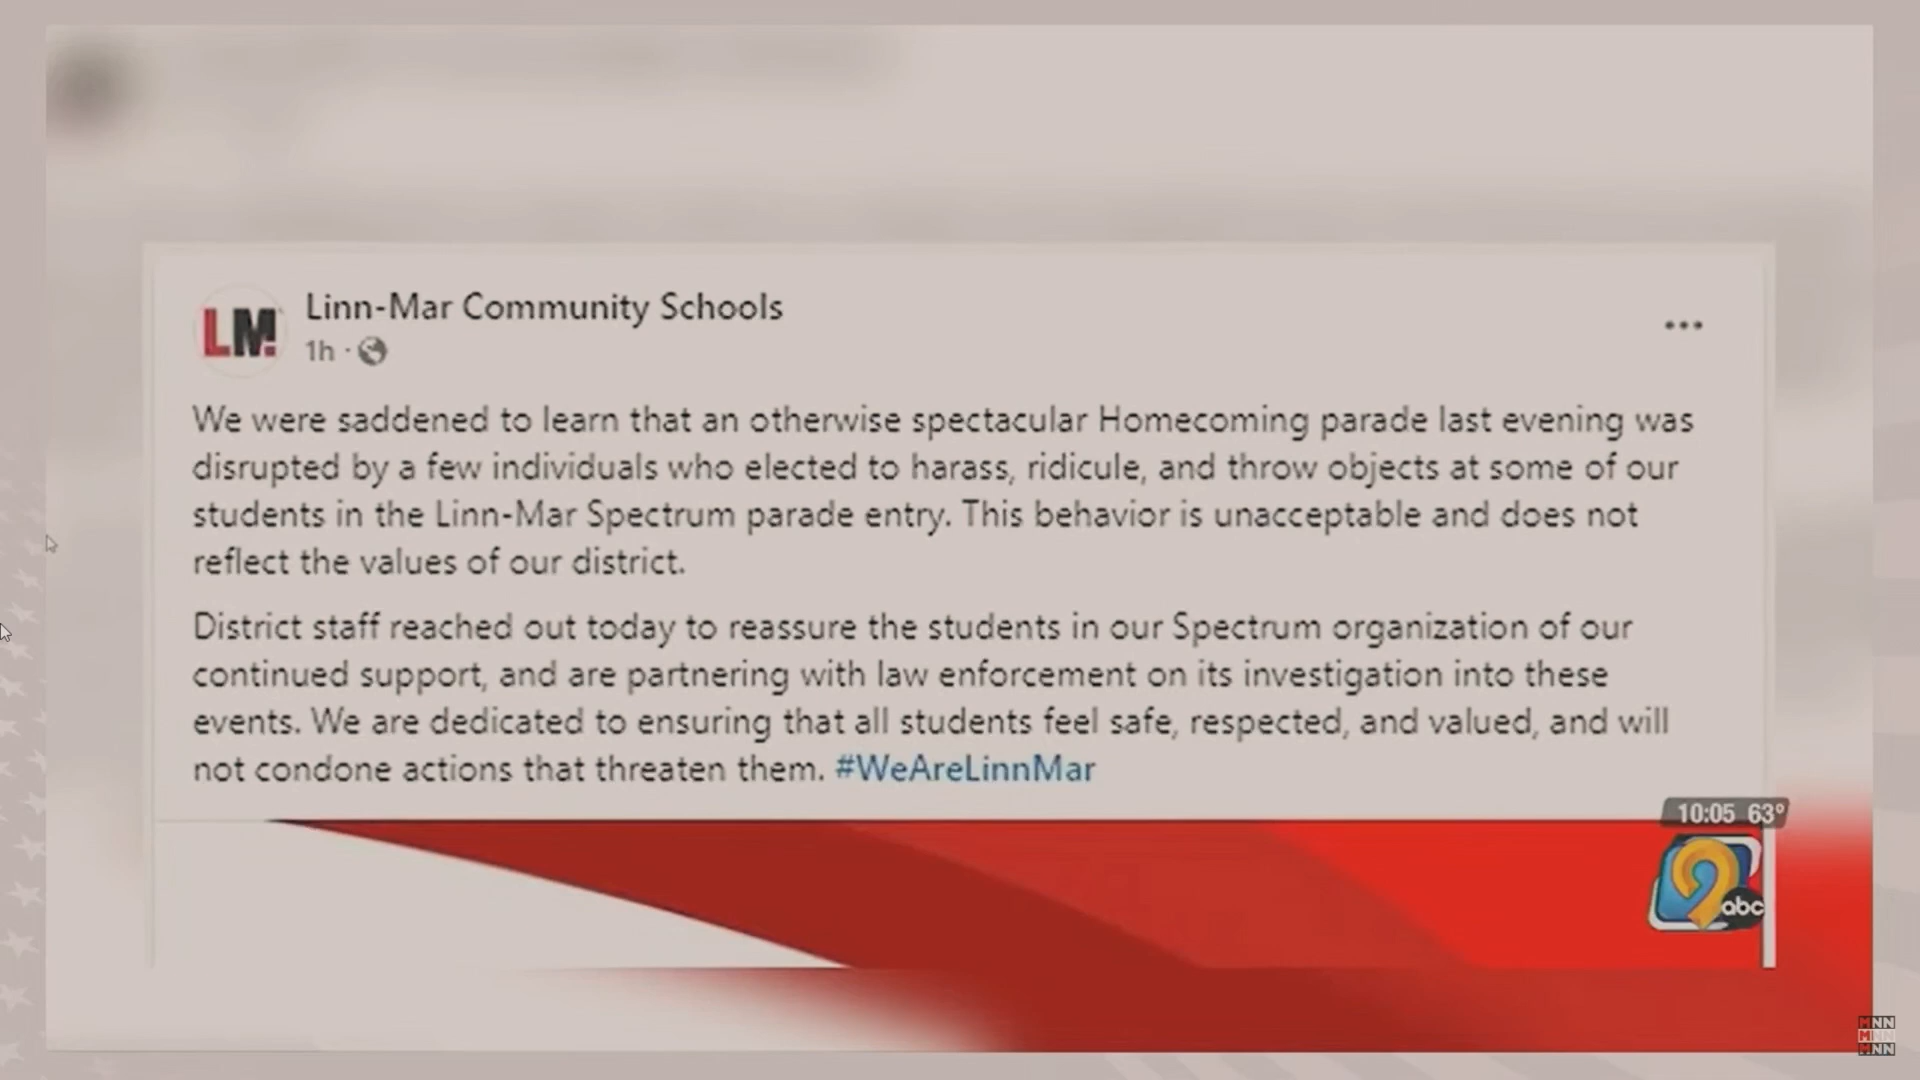 LM
Linn-Mar Community Schools
1h ·
We were saddened to learn that an otherwise spectacular Homecoming parade last evening was
disrupted by a few individuals who elected to harass, ridicule, and throw objects at some of our
students in the Linn-Mar Spectrum parade entry. This behavior is unacceptable and does not
reflect the values of our district.
District staff reached out today to reassure the students in our Spectrum organization of our
continued support, and are partnering with law enforcement on its investigation into these
events. We are dedicated to ensuring that all students feel safe, respected, and valued, and will
not condone actions that threaten them. #WeAreLinnMar
10:05 63°
9
abc
MNN
MNN
MNN